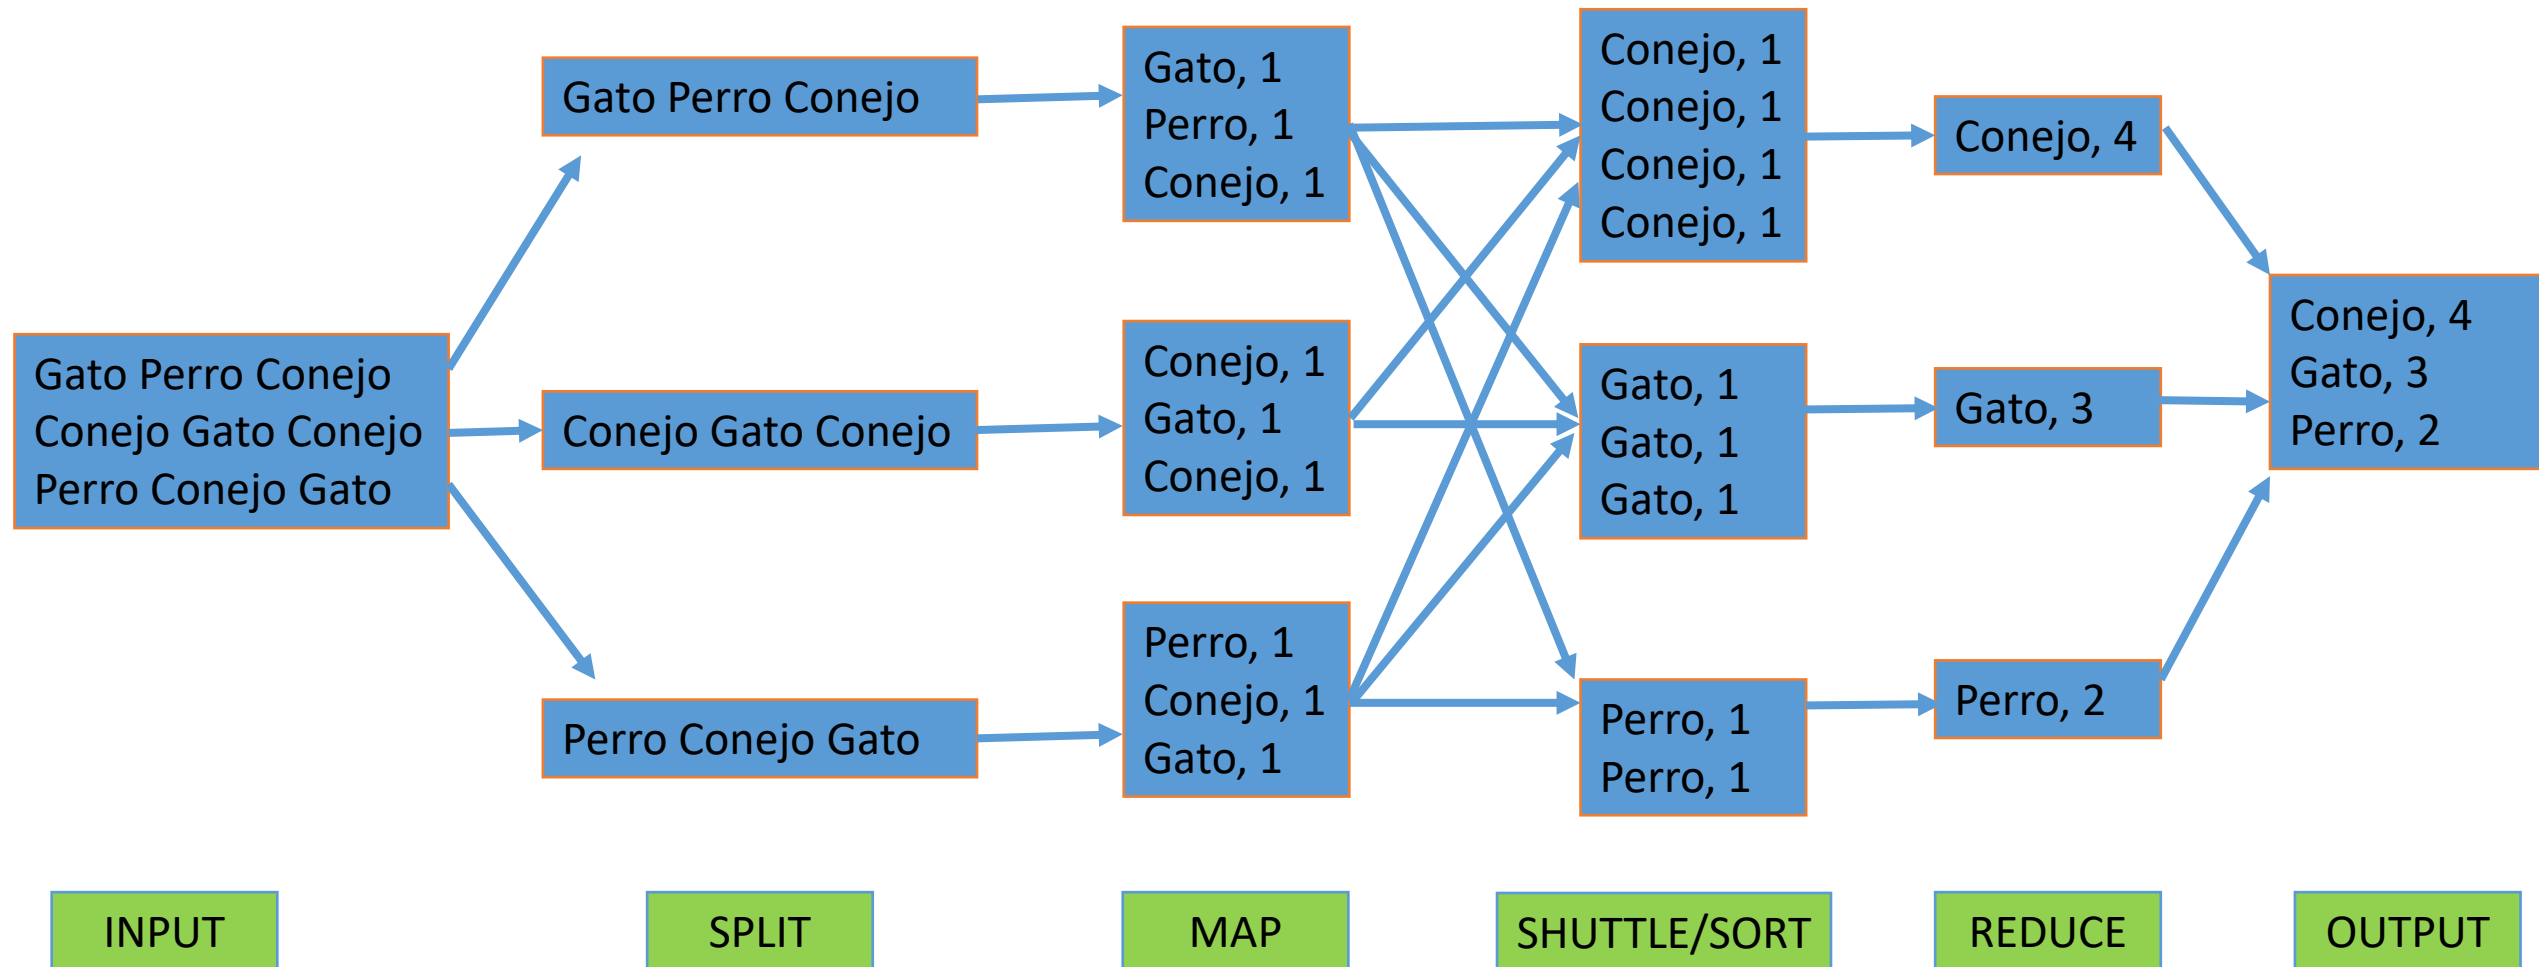 Gato Perro Conejo
Conejo Gato Conejo
Perro Conejo Gato
Gato Perro Conejo
Conejo Gato Conejo
Perro Conejo Gato
Gato, 1
Perro, 1
Conejo, 1
Conejo, 1
Gato, 1
Conejo, 1
Perro, 1
Conejo, 1
Gato, 1
Conejo, 1
Conejo, 1
Conejo, 1
Conejo, 1
Gato, 1
Gato, 1
Gato, 1
Perro, 1
Perro, 1
Conejo, 4
Gato, 3
Perro, 2
Conejo, 4
Gato, 3
Perro, 2
INPUT
SPLIT
MAP
SHUTTLE/SORT
REDUCE
OUTPUT